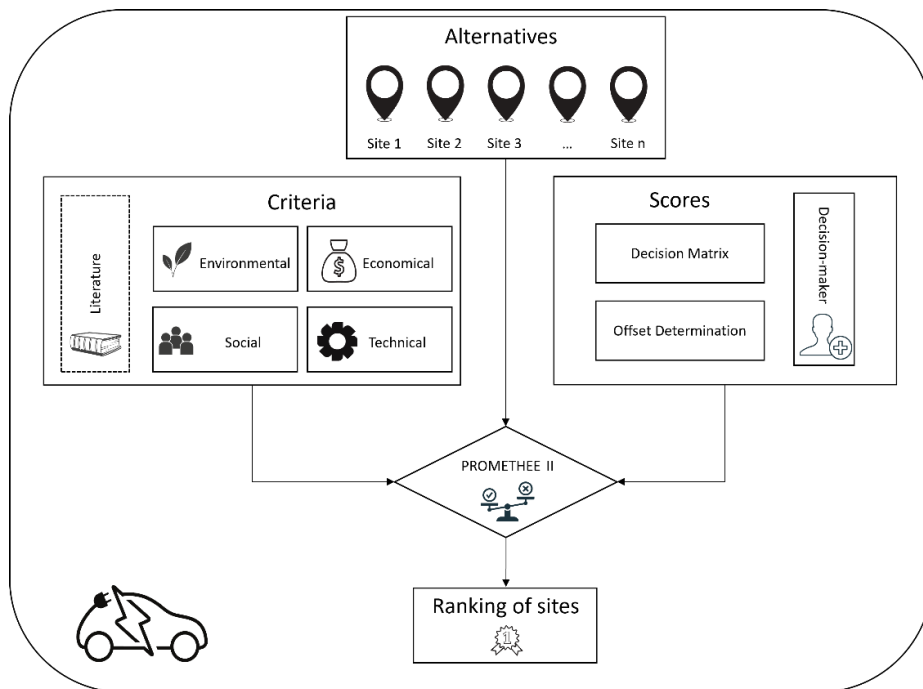 Alternatives
Site 1
Site 2
Site 3
...
Site n
Criteria
Literature
Environmental
Economical
Social
Technical
Scores
Decision Matrix
Offset Determination
Decision-maker
PROMETHEE II
Ranking of sites
1